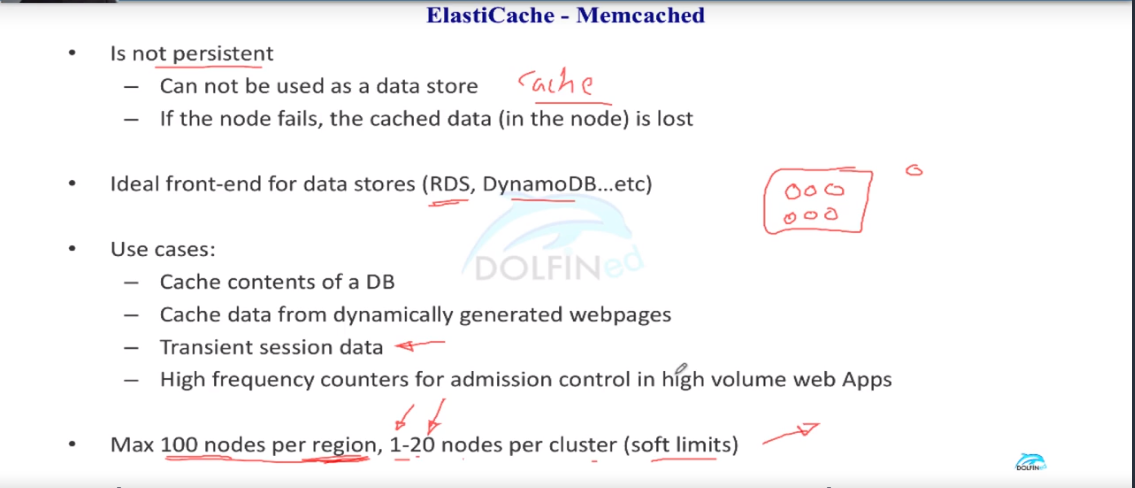 ElastiCache - Memcached
• Is not persistent
– Can not be used as a data store cache
– If the node fails, the cached data (in the node) is lost
• Ideal front-end for data stores (RDS, DynamoDB...etc)
DOLFINed
• Use cases:
– Cache contents of a DB
– Cache data from dynamically generated webpages
– Transient session data
– High frequency counters for admission control in high volume web Apps
• Max 100 nodes per region, 1-20 nodes per cluster (soft limits)
DOLFINed